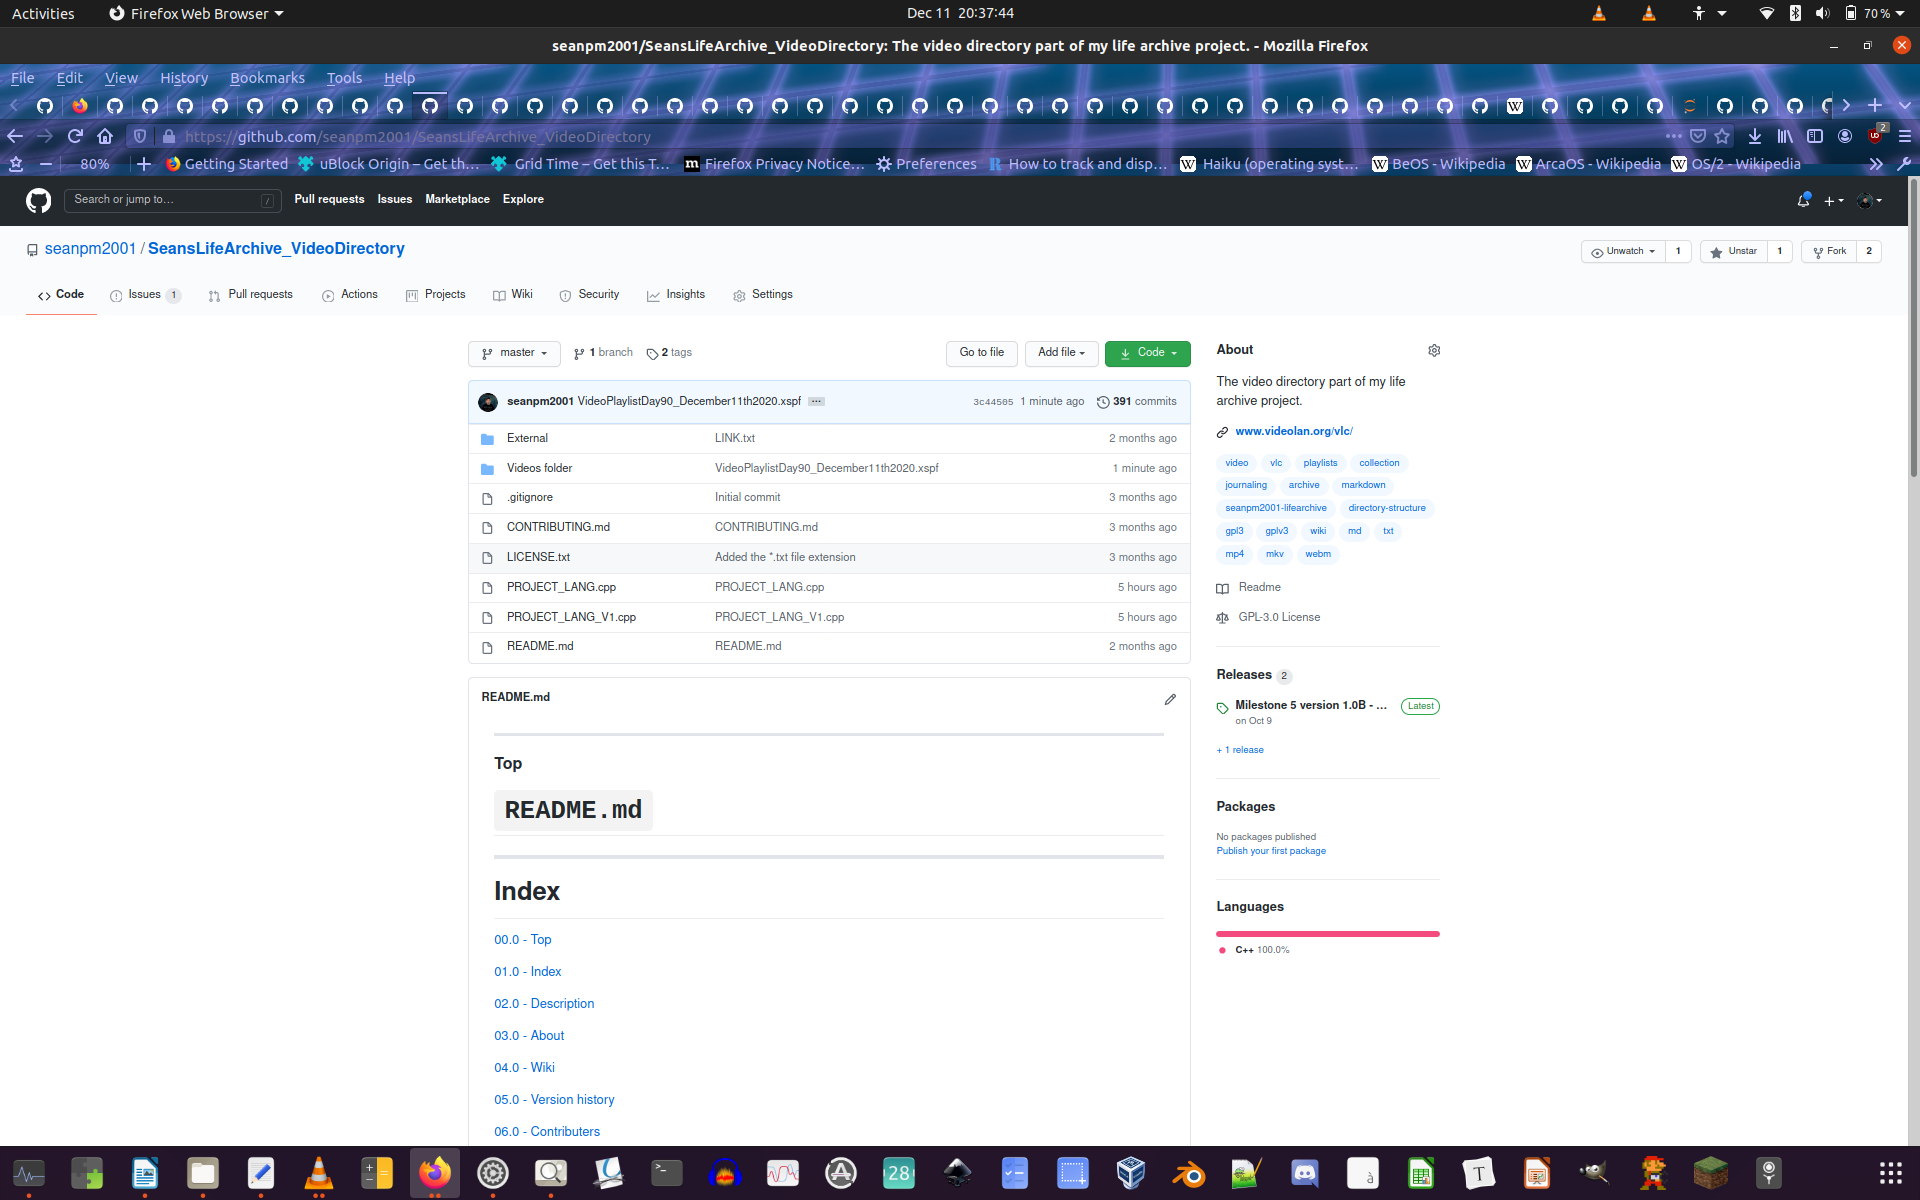 Activities Firefox Web Browser Dec 11 20:37:44 70 %
seanpm2001/SeansLifeArchive_VideoDirectory: The video directory part of my life archive project. - Mozilla Firefox
File Edit View History Bookmarks Tools Help
https://github.com/seanpm2001/SeansLifeArchive_VideoDirectory 2
80% Getting Started uBlock Origin – Get th… Grid Time – Get this T… Firefox Privacy Notice… Preferences How to track and disp… Haiku (operating syst… BeOS - Wikipedia ArcaOS - Wikipedia OS/2 - Wikipedia
Search or jump to… / Pull requests Issues Marketplace Explore
seanpm2001 / SeansLifeArchive_VideoDirectory Unwatch 1 Unstar 1 Fork 2
Code Issues 1 Pull requests Actions Projects Wiki Security Insights Settings
master 1 branch 2 tags Go to file Add file Code
seanpm2001 VideoPlaylistDay90_December11th2020.xspf ... 3c44505 1 minute ago 391 commits
External LINK.txt 2 months ago
Videos folder VideoPlaylistDay90_December11th2020.xspf 1 minute ago
.gitignore Initial commit 3 months ago
CONTRIBUTING.md CONTRIBUTING.md 3 months ago
LICENSE.txt Added the *.txt file extension 3 months ago
PROJECT_LANG.cpp PROJECT_LANG.cpp 5 hours ago
PROJECT_LANG_V1.cpp PROJECT_LANG_V1.cpp 5 hours ago
README.md README.md 2 months ago
README.md
Top
README.md
Index
00.0 - Top
01.0 - Index
02.0 - Description
03.0 - About
04.0 - Wiki
05.0 - Version history
06.0 - Contributers
About
The video directory part of my life
archive project.
www.videolan.org/vlc/
video vlc playlists collection
journaling archive markdown
seanpm2001-lifearchive directory-structure
gpl3 gplv3 wiki md txt
mp4 mkv webm
Readme
GPL-3.0 License
Releases 2
Milestone 5 version 1.0B - ... Latest
on Oct 9
+ 1 release
Packages
No packages published
Publish your first package
Languages
C++ 100.0%
28